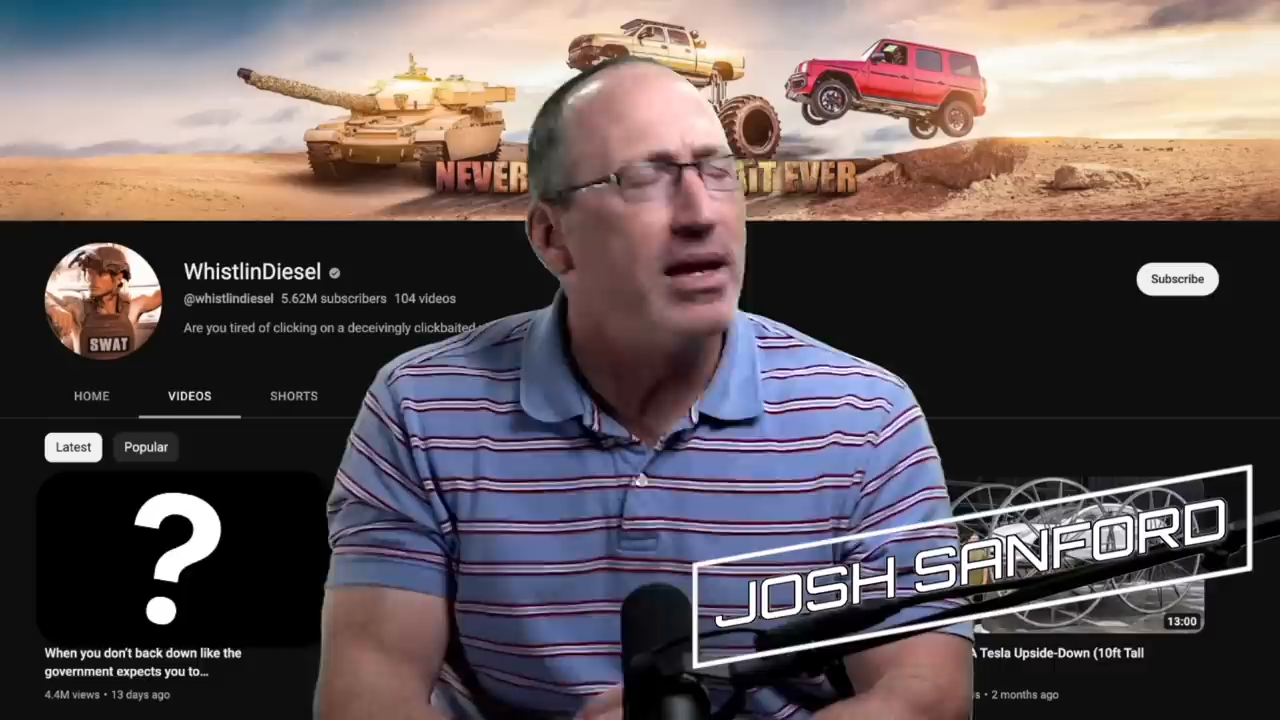 NEVER
IT EVER
WhistlinDiesel
@whistlindiesel 5.62M subscribers 104 videos
Are you tired of clicking on a deceivingly clickbaited
Subscribe
SWAT
HOME VIDEOS SHORTS
Latest Popular
?
JOSH SANFORD
13:00
When you don't back down like the
government expects you to...
4.4M views • 13 days ago
A Tesla Upside-Down (10ft Tall
s • 2 months ago